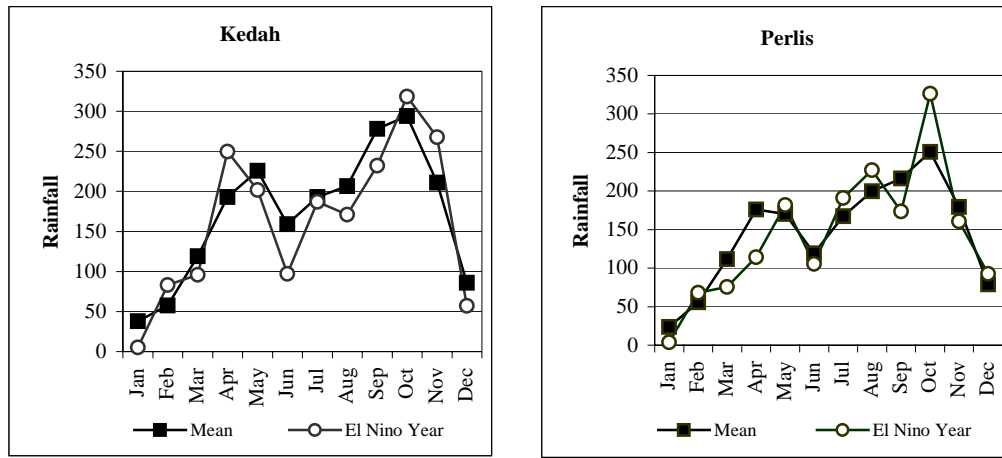 Kedah
Rainfall
350
300
250
200
150
100
50
0
Jan
Feb
Mar
Apr
May
Jun
Jul
Aug
Sep
Oct
Nov
Dec
Mean
El Nino Year
Perlis
Rainfall
350
300
250
200
150
100
50
0
Jan
Feb
Mar
Apr
May
Jun
Jul
Aug
Sep
Oct
Nov
Dec
Mean
El Nino Year